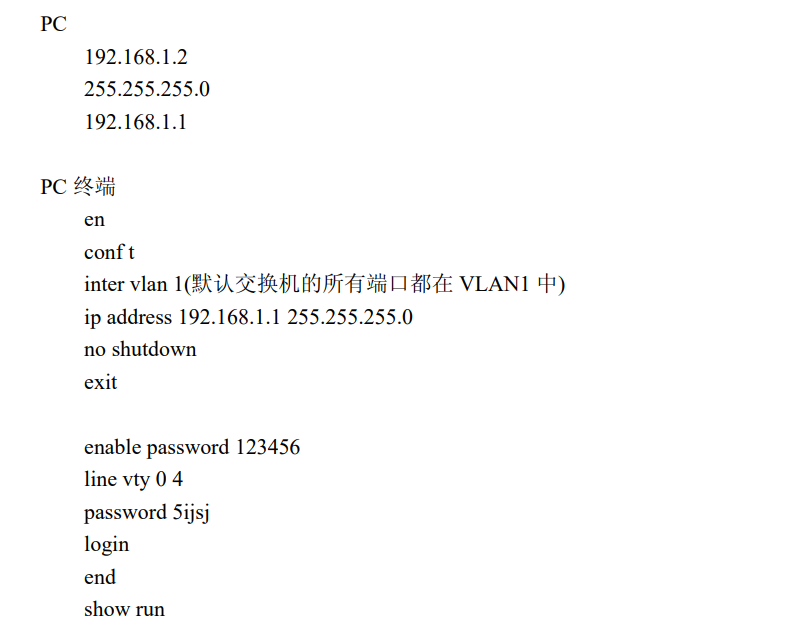 PC
192.168.1.2
255.255.255.0
192.168.1.1
PC 终端
en
conf t
inter vlan 1(默认交换机的所有端口都在 VLAN1 中)
ip address 192.168.1.1 255.255.255.0
no shutdown
exit
enable password 123456
line vty 0 4
password 5ijsj
login
end
show run